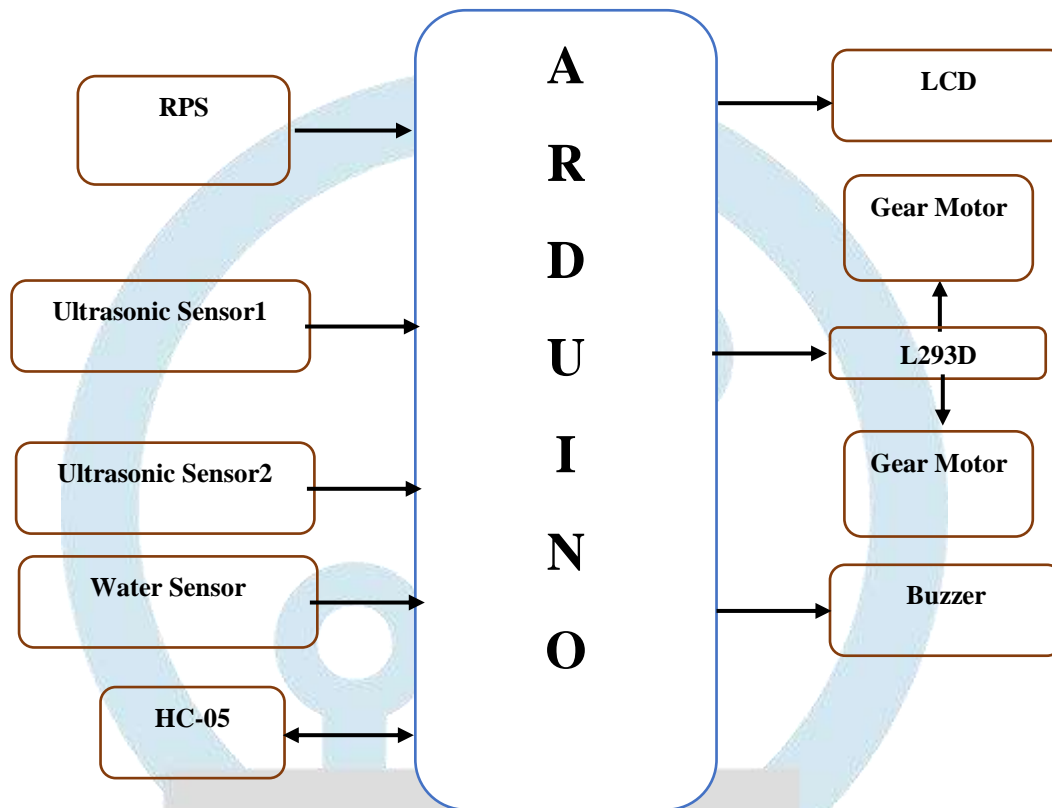 RPS
Ultrasonic Sensor1
Ultrasonic Sensor2
Water Sensor
HC-05
A
R
D
U
I
N
O
LCD
Gear Motor
L293D
Gear Motor
Buzzer